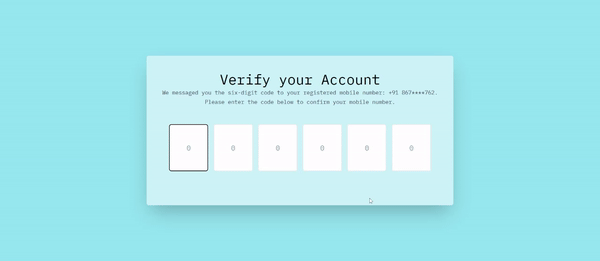 Verify your Account
We messaged you the six-digit code to your registered mobile number: +91 867****762.
Please enter the code below to confirm your mobile number.
0 0 0 0 0 0